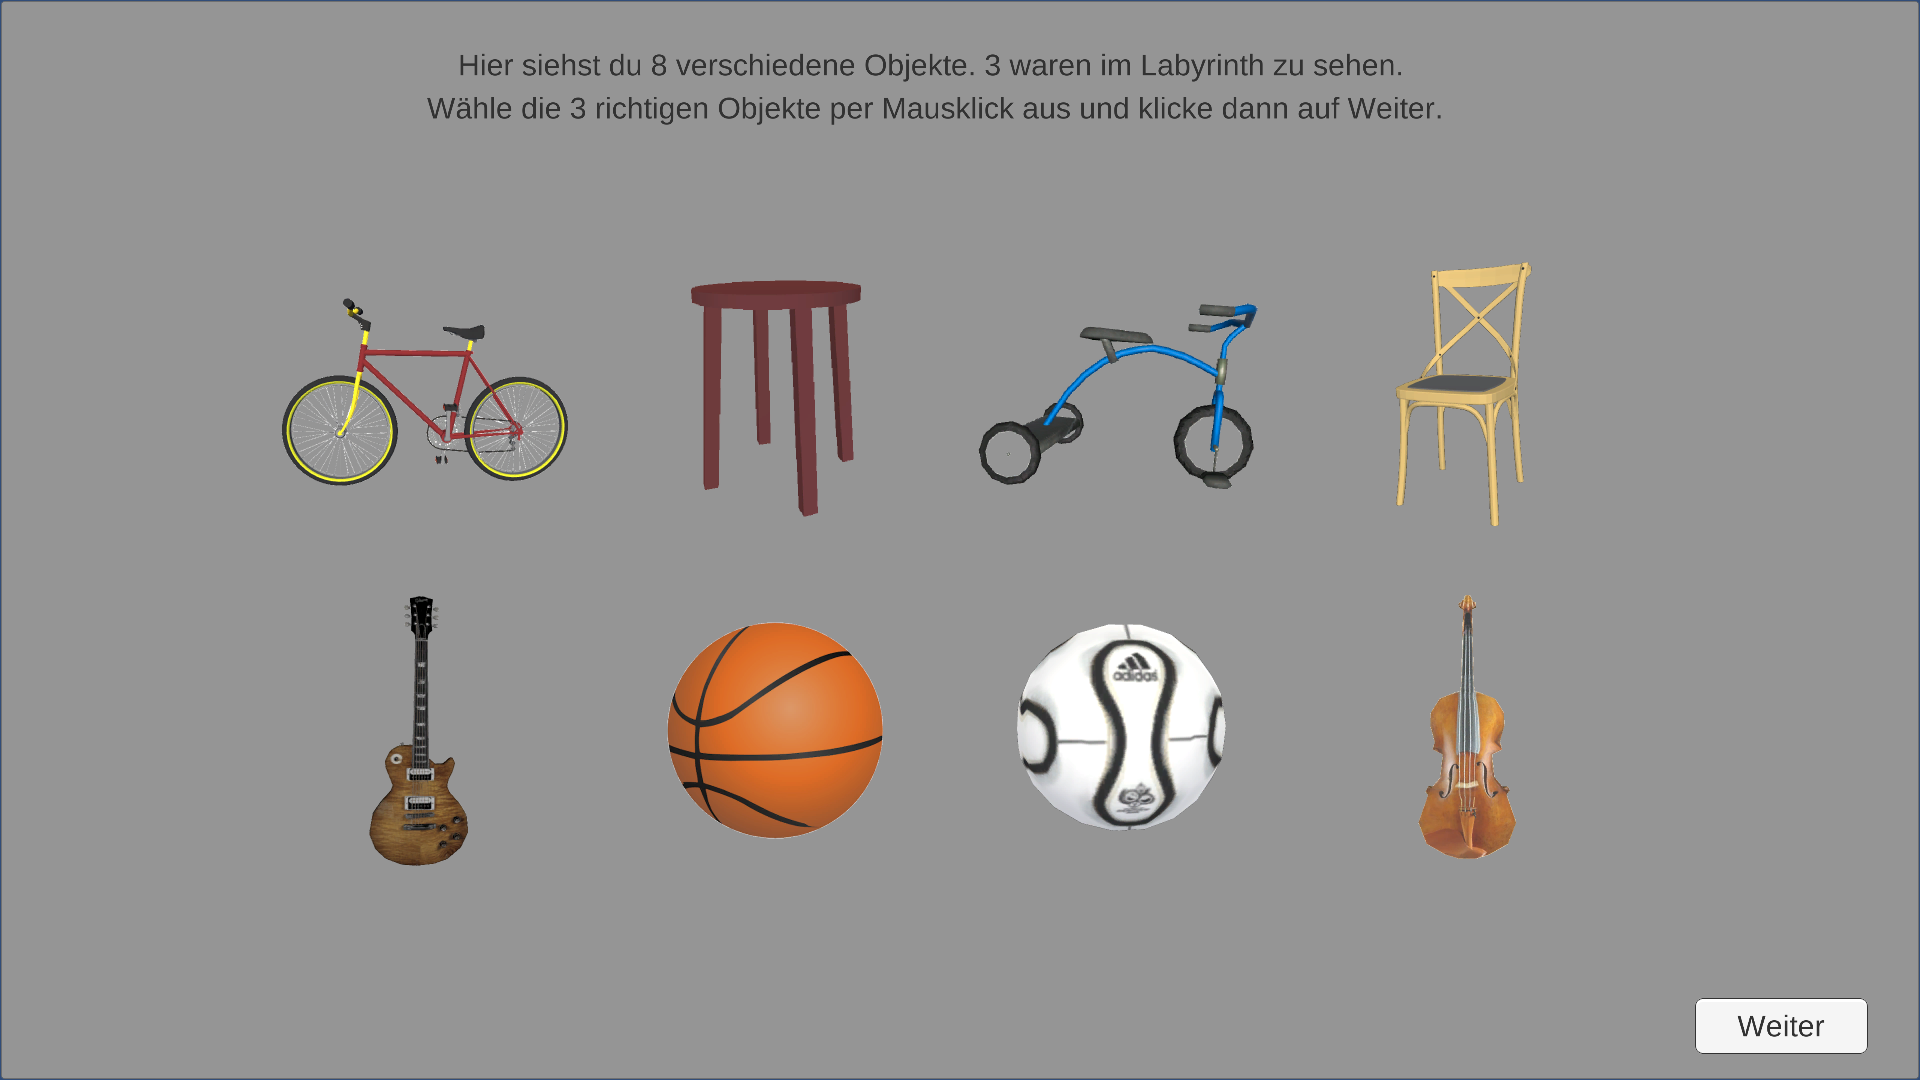 Hier siehst du 8 verschiedene Objekte. 3 waren im Labyrinth zu sehen.
Wähle die 3 richtigen Objekte per Mausklick aus und klicke dann auf Weiter.
adidas
Weiter